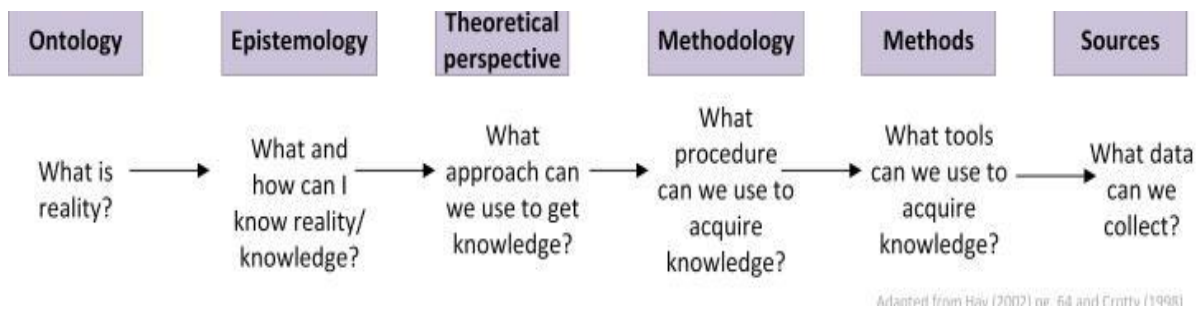 Ontology
Epistemology
Theoretical
perspective
Methodology
Methods
Sources
What is
reality?
What and
how can I
know reality/
knowledge?
What
approach can
we use to get
knowledge?
What
procedure
can we use to
acquire
knowledge?
What tools
can we use to
acquire
knowledge?
What data
can we
collect?
Adapted from Hay (2002) pg. 64 and Crotty (1998)